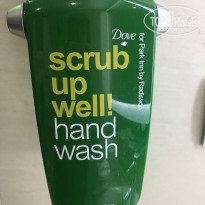 Dove
for Park Inn by Radisson
scrub
up
well!
hand
wash